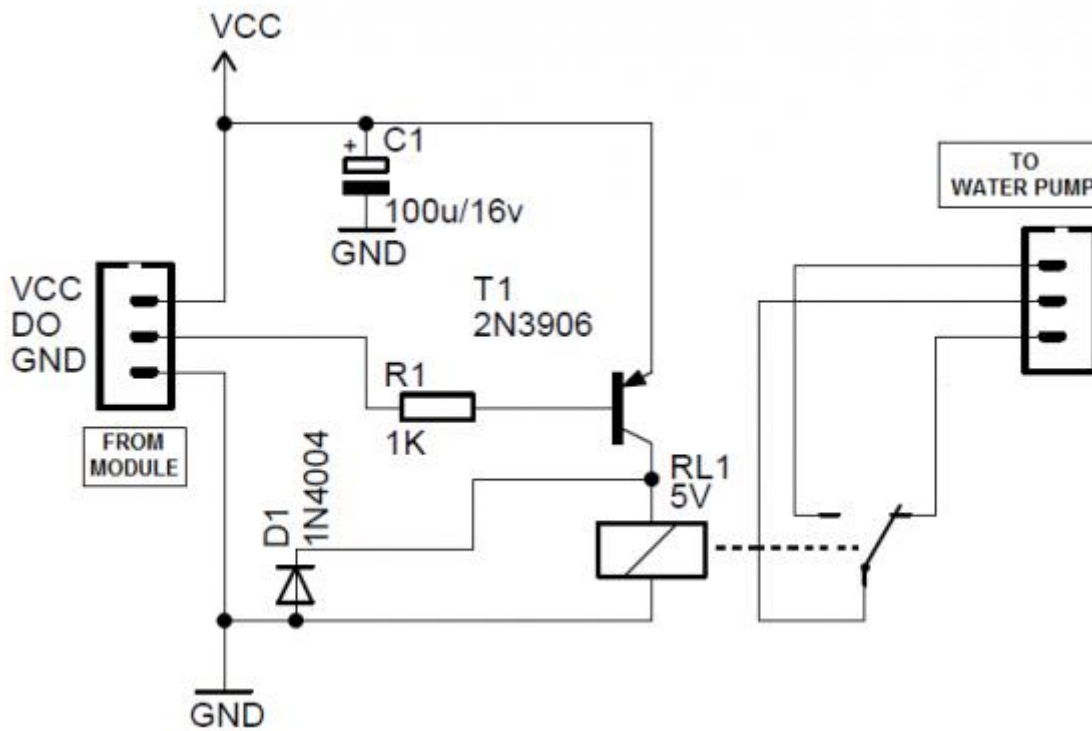 VCC
C1
+
100u/16v
GND
TO
WATER PUMP
VCC
DO
GND
T1
2N3906
R1
1K
FROM
MODULE
D1
1N4004
RL1
5V
GND